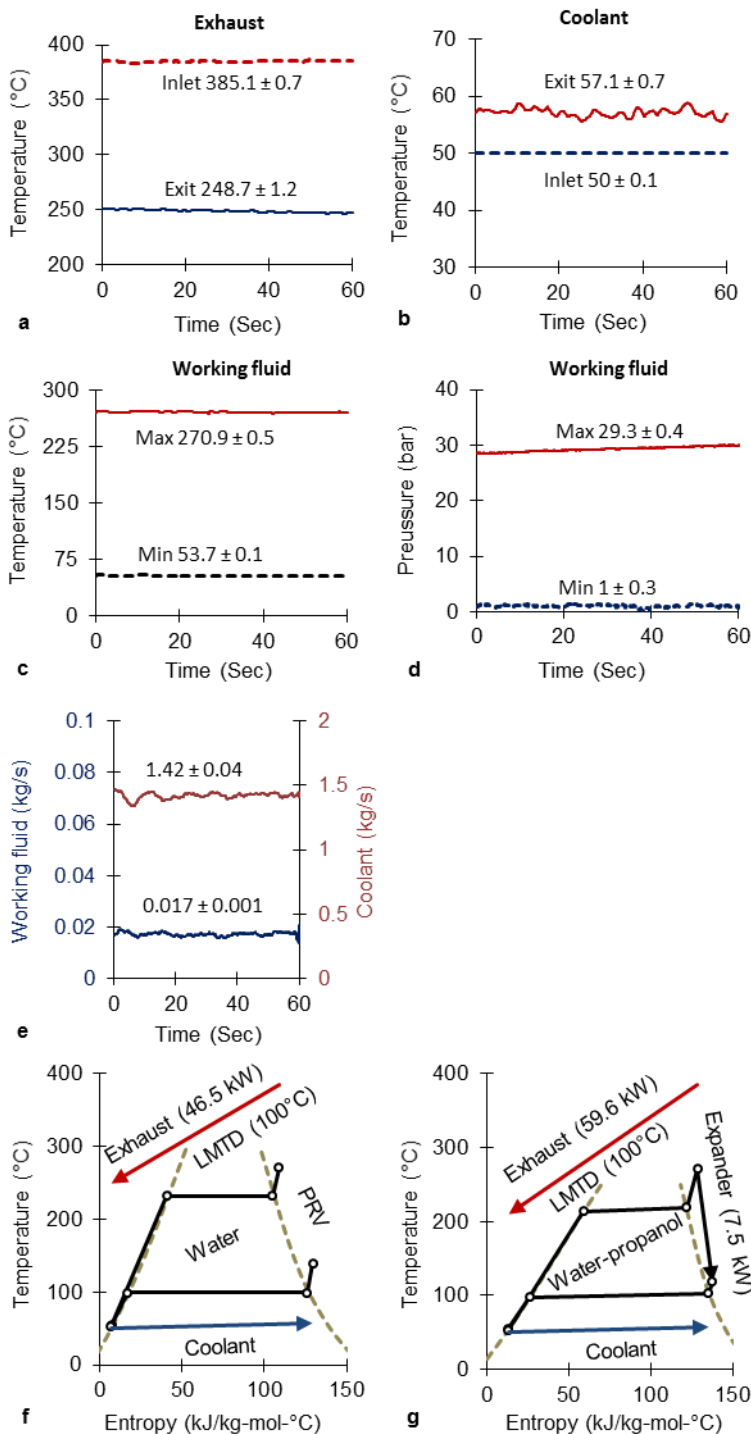 Exhaust
Temperature (°C)
400
350
300
250
200
Inlet 385.1 ± 0.7
Exit 248.7 ± 1.2
0 20 40 60
Time (Sec)
a
Coolant
Temperature (°C)
70
60
50
40
30
Exit 57.1 ± 0.7
Inlet 50 ± 0.1
0 20 40 60
Time (Sec)
b
Working fluid
Temperature (°C)
300
225
150
75
0
Max 270.9 ± 0.5
Min 53.7 ± 0.1
0 20 40 60
Time (Sec)
c
Working fluid
Preussure (bar)
40
30
20
10
0
Max 29.3 ± 0.4
Min 1 ± 0.3
0 20 40 60
Time (Sec)
d
Working fluid (kg/s)
0.1
0.08
0.06
0.04
0.02
0
1.42 ± 0.04
0.017 ± 0.001
2
1.5
1
0.5
0
Coolant (kg/s)
0 20 40 60
Time (Sec)
e
Temperature (°C)
400
300
200
100
0
Exhaust (46.5 kW)
LMTD (100°C)
PRV
Water
Coolant
0 50 100 150
Entropy (kJ/kg-mol-°C)
f
Temperature (°C)
400
300
200
100
0
Exhaust (59.6 kW)
LMTD (100°C)
Expander (7.5 kW)
Water-propanol
Coolant
0 50 100 150
Entropy (kJ/kg-mol-°C)
g